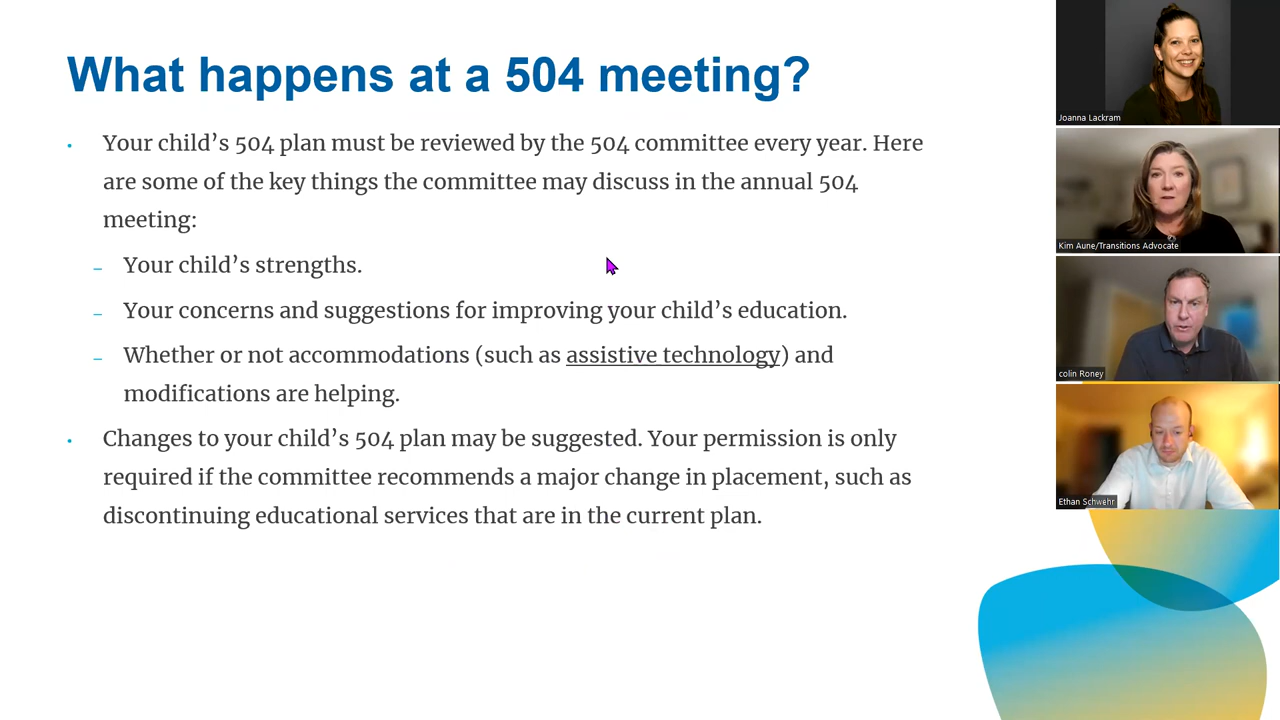 What happens at a 504 meeting?
• Your child’s 504 plan must be reviewed by the 504 committee every year. Here
are some of the key things the committee may discuss in the annual 504
meeting:
– Your child’s strengths.
– Your concerns and suggestions for improving your child’s education.
– Whether or not accommodations (such as assistive technology) and
modifications are helping.
• Changes to your child’s 504 plan may be suggested. Your permission is only
required if the committee recommends a major change in placement, such as
discontinuing educational services that are in the current plan.
Joanna Lackram
Kim Aune/Transitions Advocate
colin Roney
Ethan Schwehr